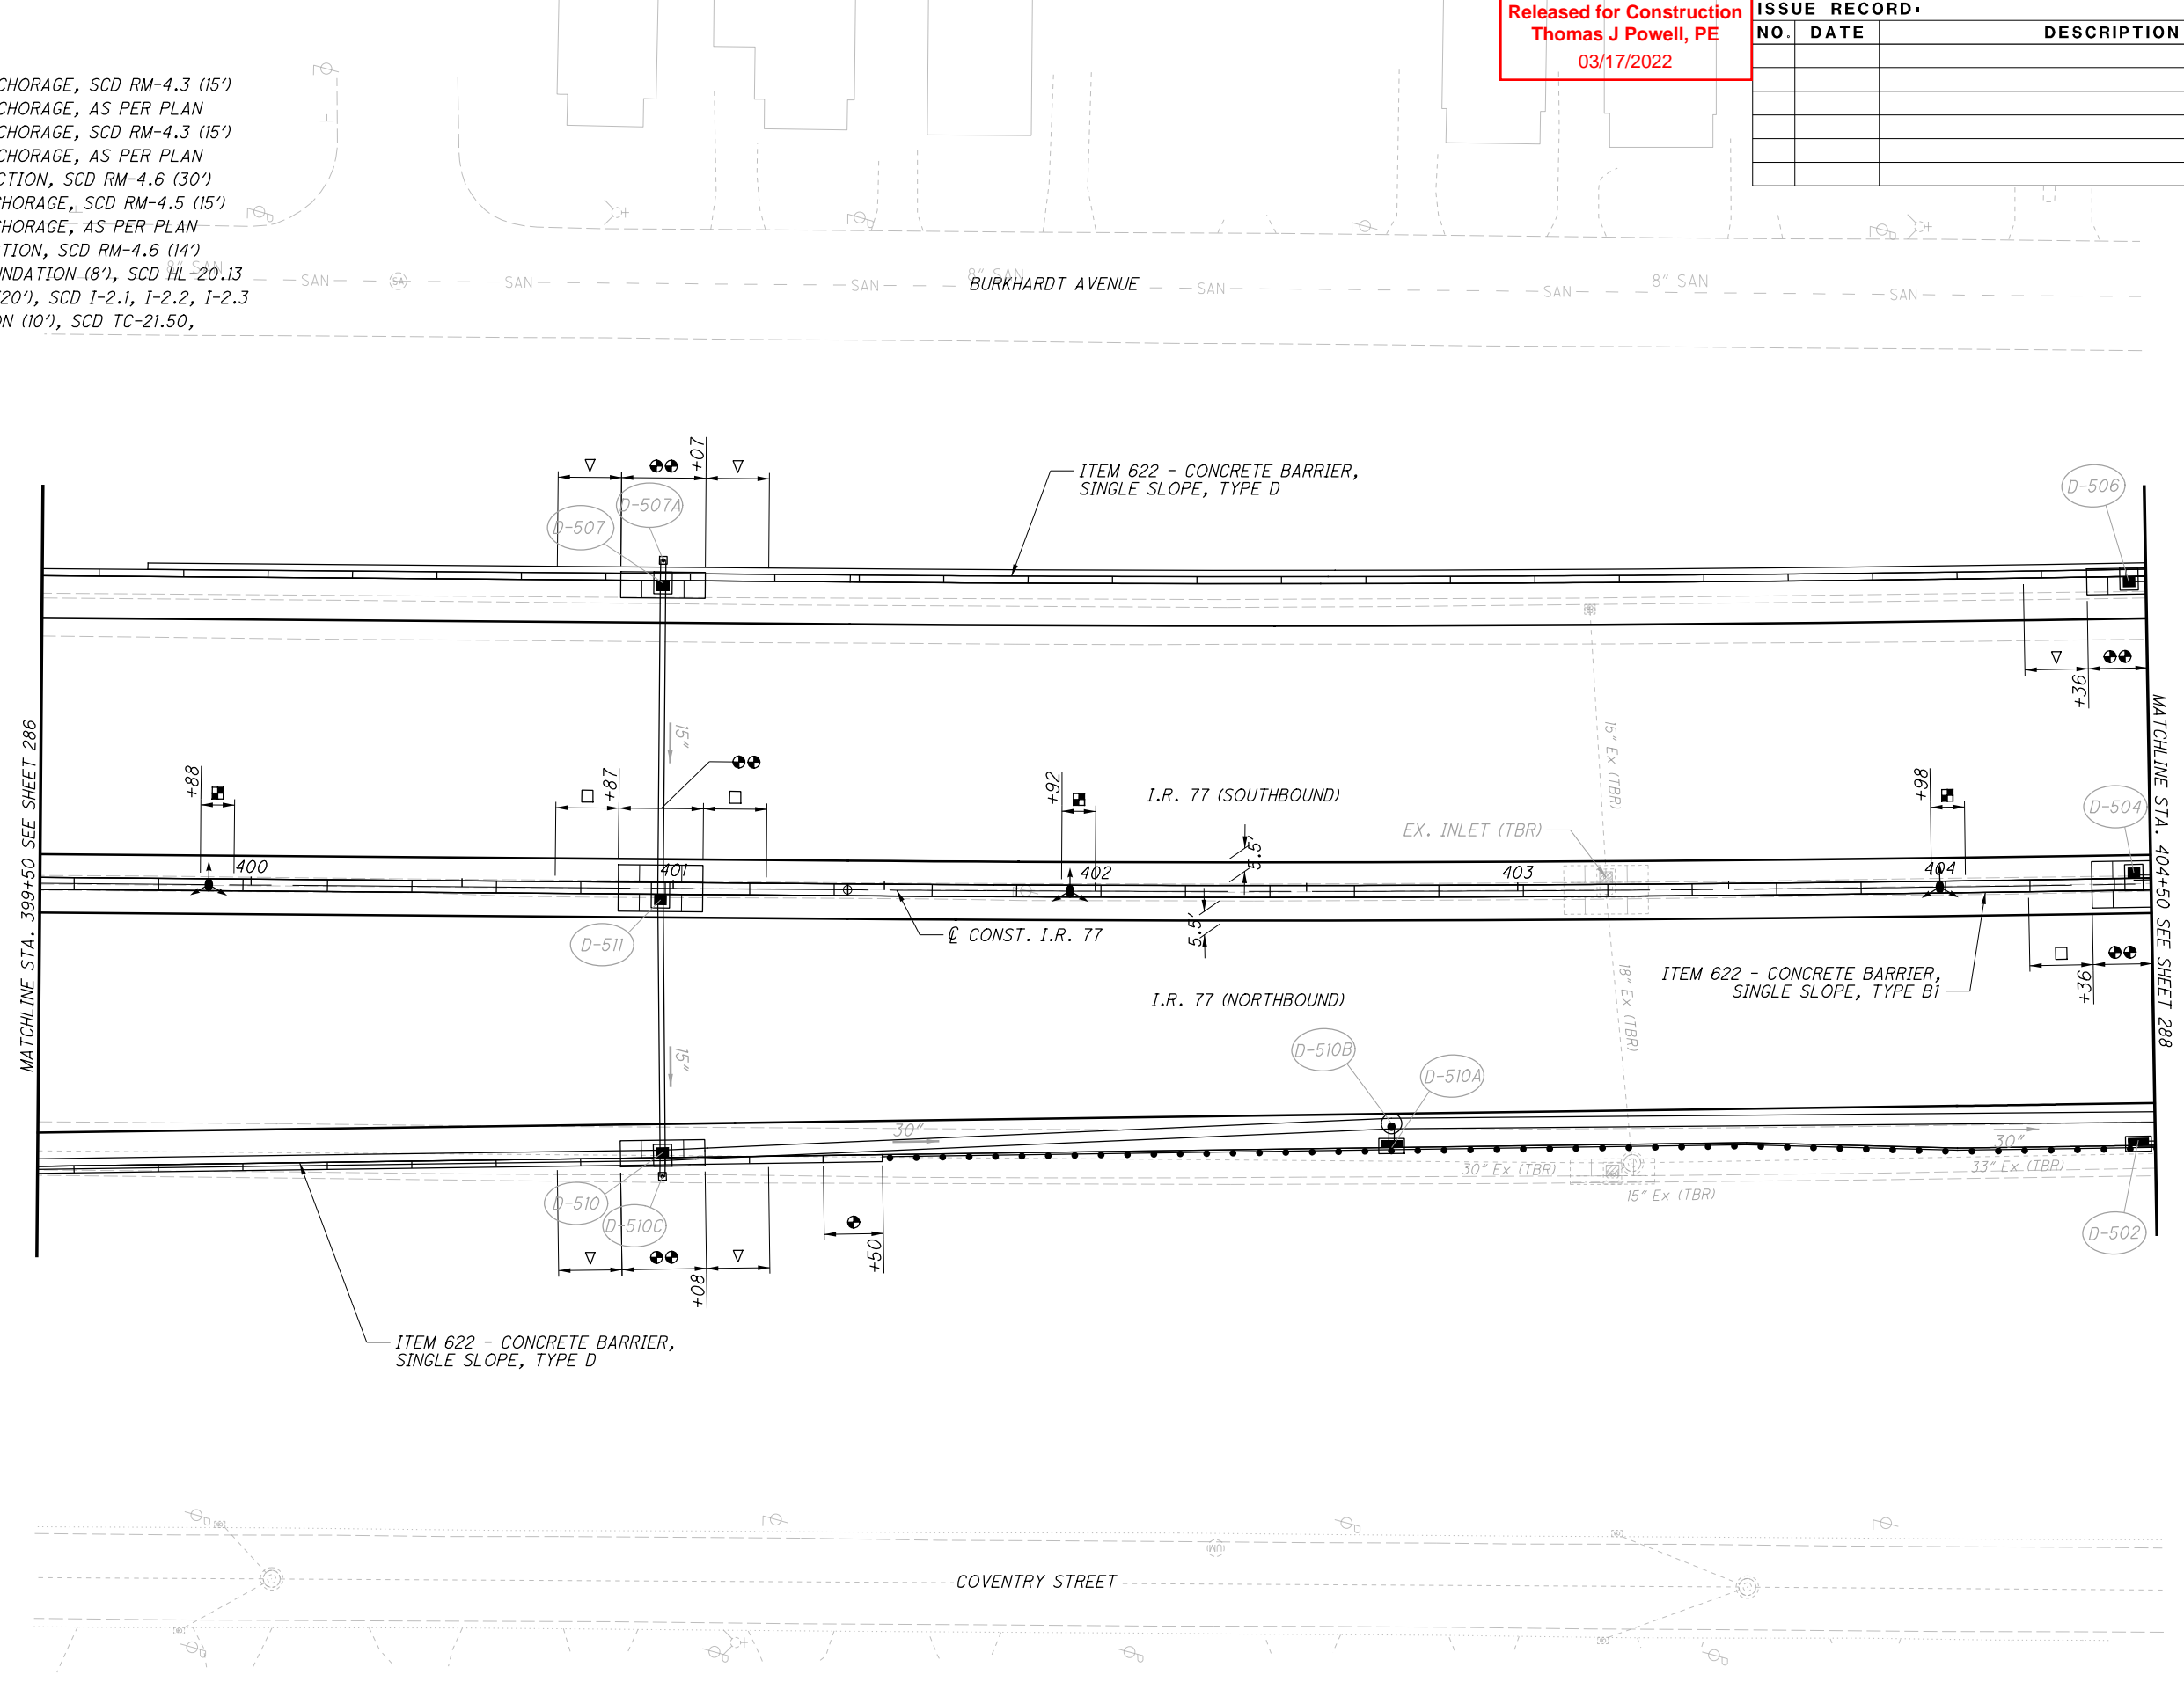 Released for Construction
Thomas J Powell, PE
03/17/2022
ISSUE RECORD:
NO. DATE DESCRIPTION
CHORAGE, SCD RM-4.3 (15')
CHORAGE, AS PER PLAN
CHORAGE, SCD RM-4.3 (15')
CHORAGE, AS PER PLAN
CTION, SCD RM-4.6 (30')
HORAGE, SCD RM-4.5 (15')
HORAGE, AS PER PLAN
TION, SCD RM-4.6 (14')
NDATION (8'), SCD HL-20.13
20'), SCD I-2.1, I-2.2, I-2.3
ON (10'), SCD TC-21.50,
8" SAN
SAN
SAN
SAN
8" SAN
BURKHARDT AVENUE
SAN
SAN
8" SAN
SAN
+07
ITEM 622 - CONCRETE BARRIER,
SINGLE SLOPE, TYPE D
D-507A
D-507
D-506
+36
MATCHLINE STA. 399+50 SEE SHEET 286
MATCHLINE STA. 404+50 SEE SHEET 288
15"
15" Ex (TBR)
+88
+87
+92
I.R. 77 (SOUTHBOUND)
+98
D-504
EX. INLET (TBR)
5.5'
400
401
402
403
404
D-511
℄ CONST. I.R. 77
5.5'
ITEM 622 - CONCRETE BARRIER,
SINGLE SLOPE, TYPE B1
+36
I.R. 77 (NORTHBOUND)
18" Ex (TBR)
15"
D-510B
D-510A
30"
30"
30" Ex (TBR)
33" Ex (TBR)
15" Ex (TBR)
D-510
D-510C
D-502
+50
+08
ITEM 622 - CONCRETE BARRIER,
SINGLE SLOPE, TYPE D
COVENTRY STREET